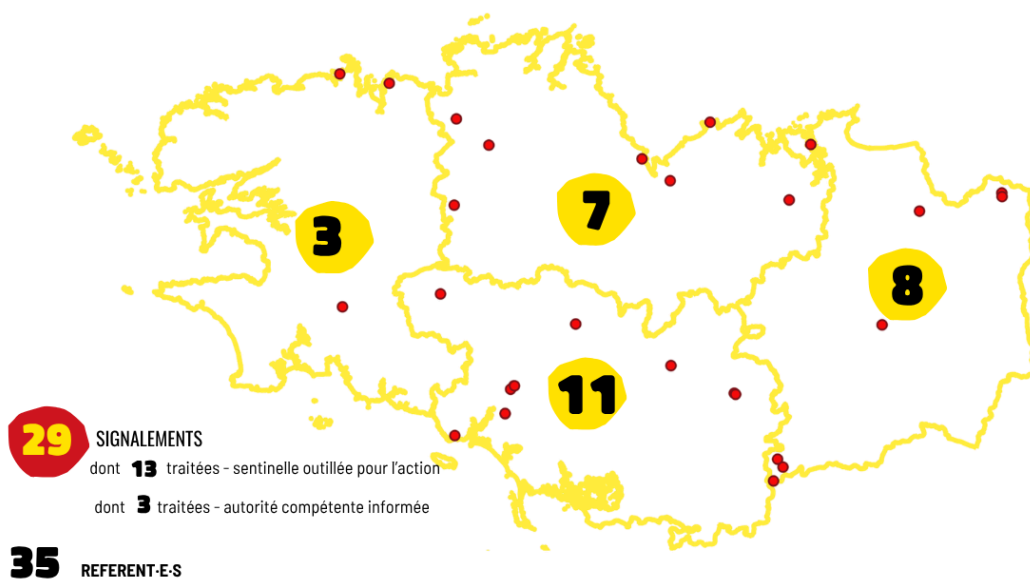 3
7
8
11
29 SIGNALEMENTS
dont 13 traitées - sentinelle outillée pour l'action
dont 3 traitées - autorité compétente informée
35 REFERENT·E·S